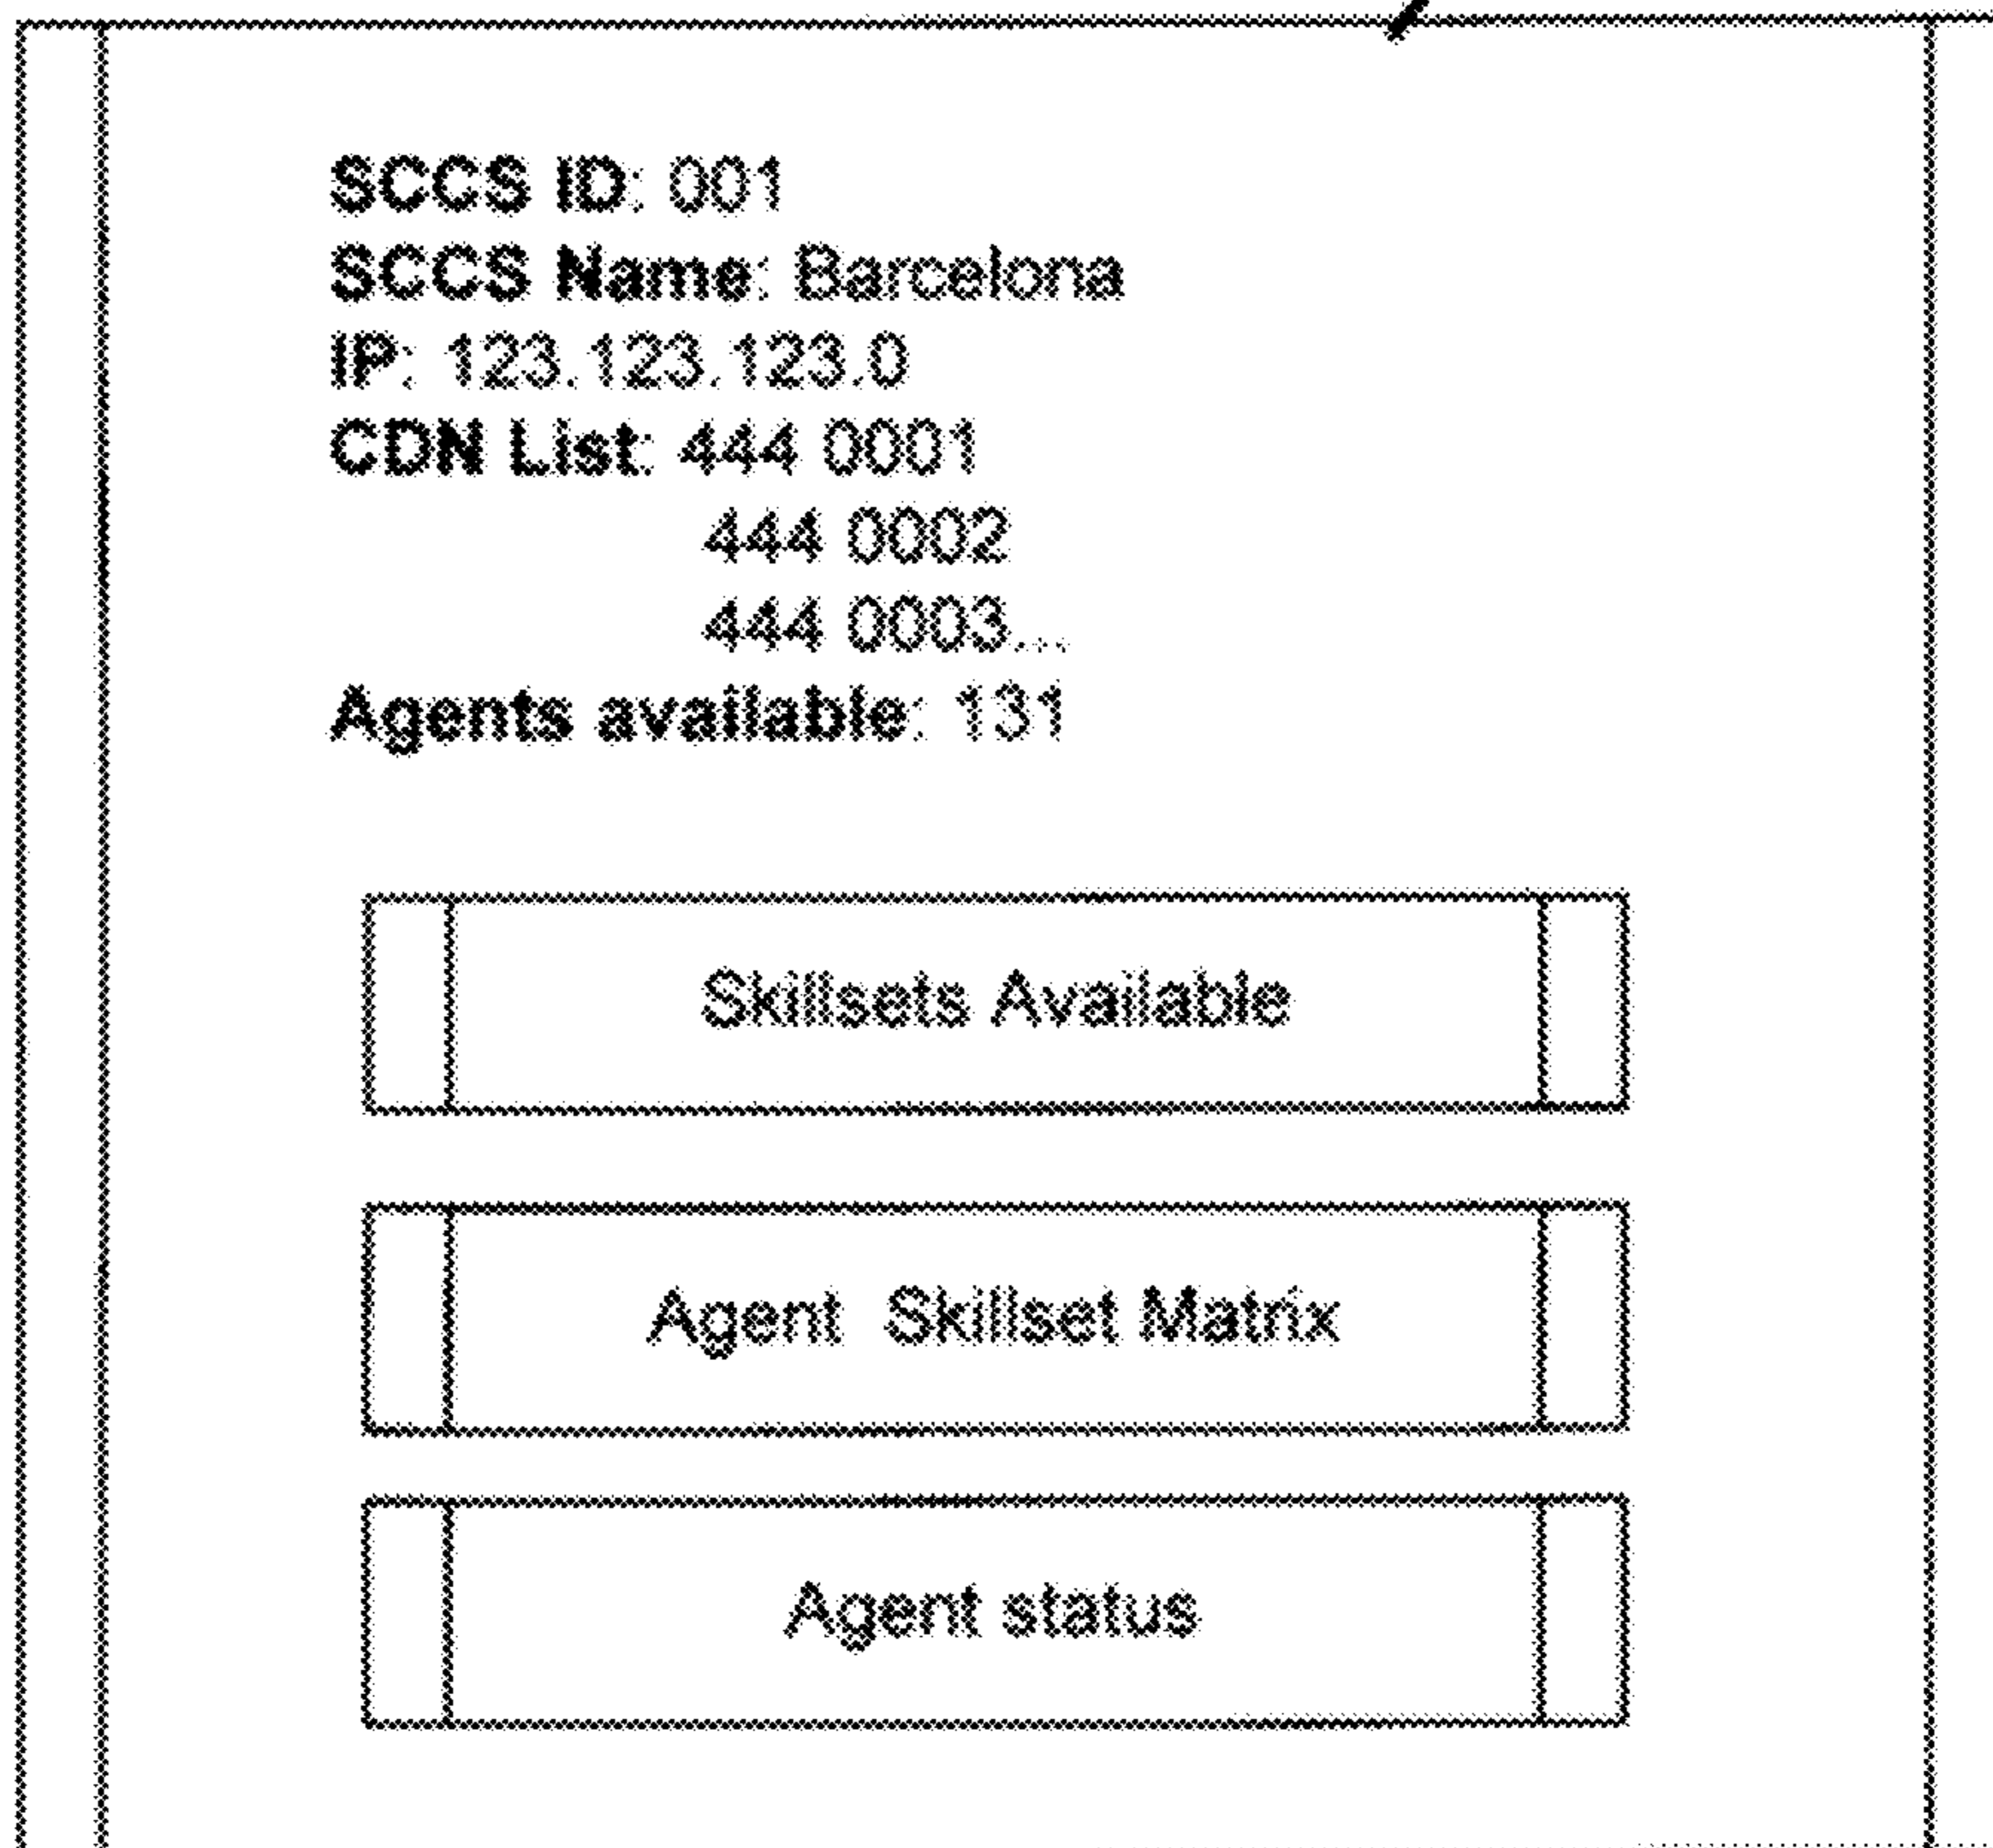 SCCS ID: 001
SCCS Name: Barcelona
IP: 123.123.123.0
CDN List: 444 0001
444 0002
444 0003...
Agents available: 131
Skillsets Available
Agent Skillset Matrix
Agent status